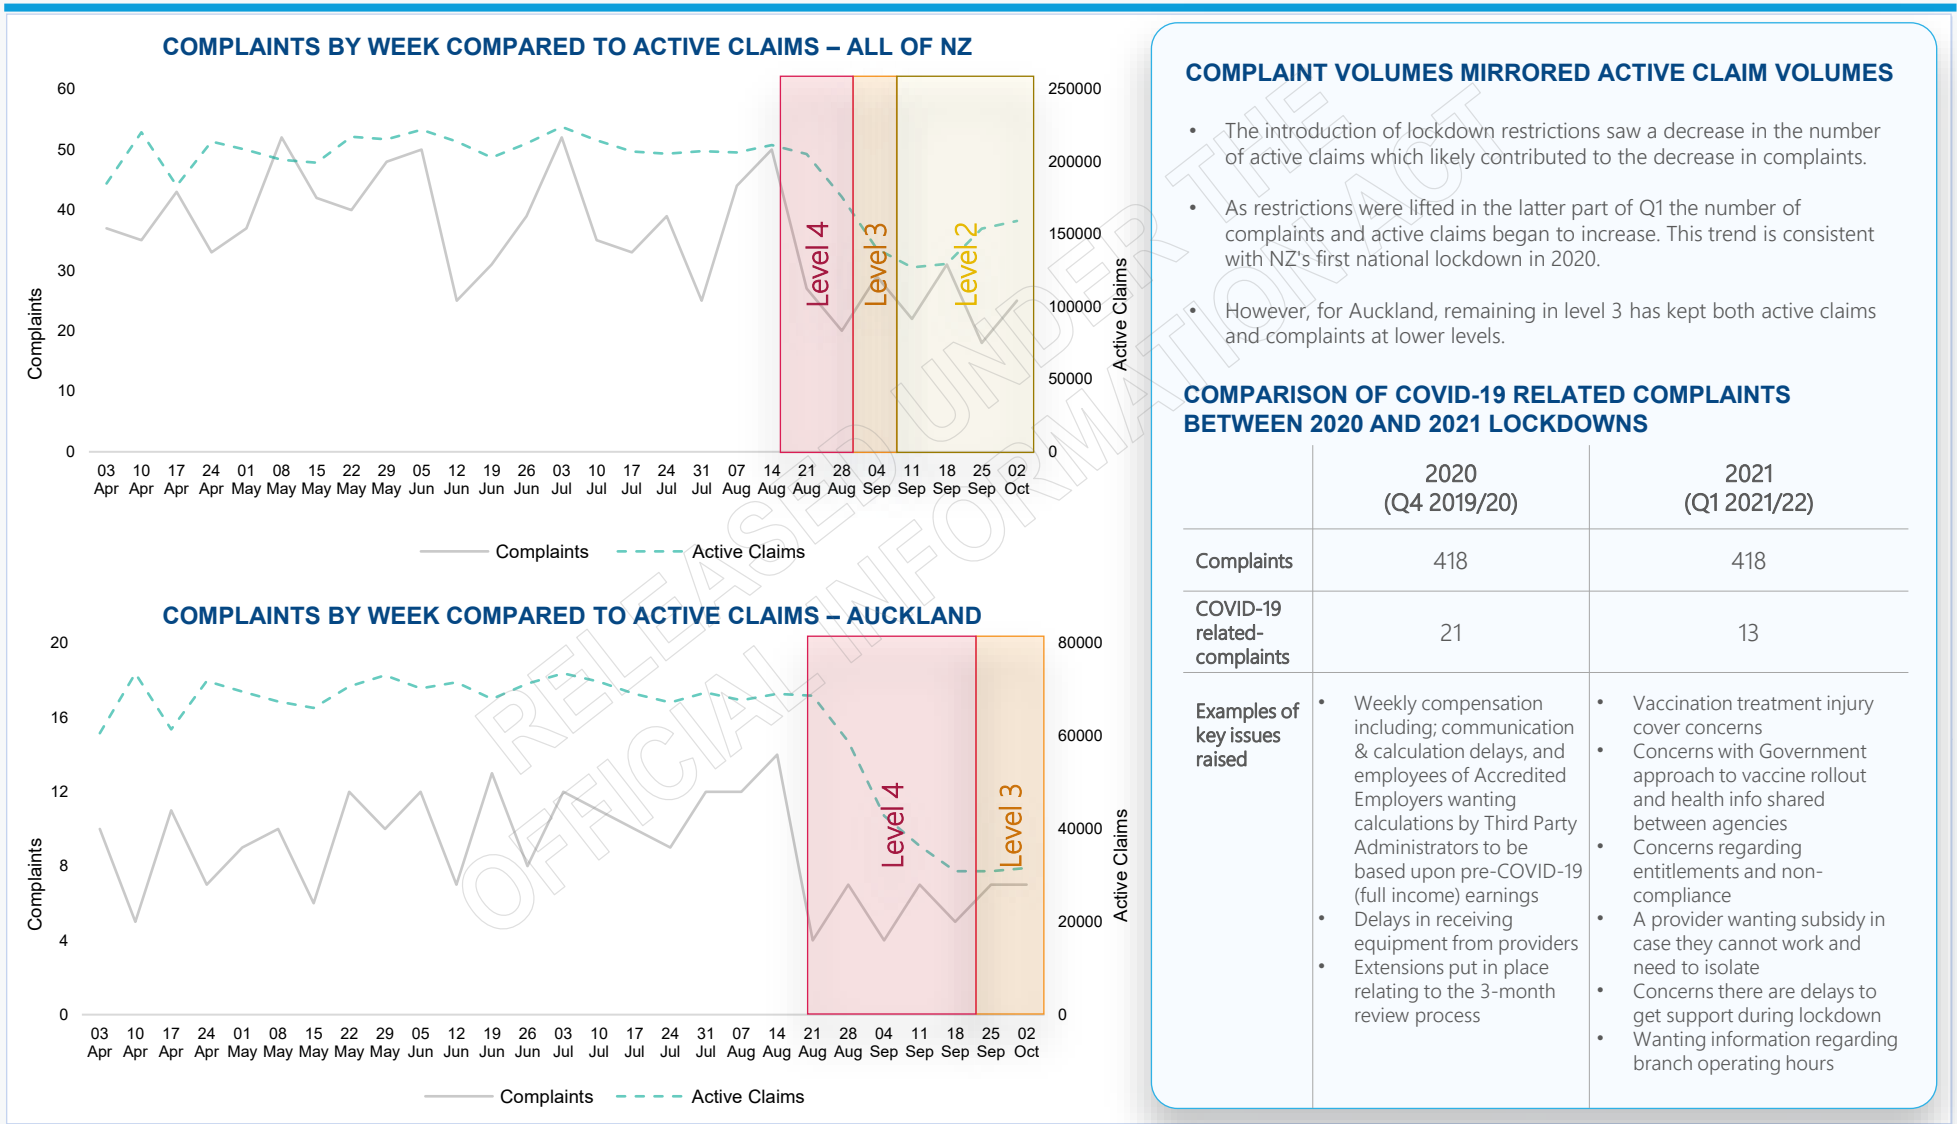 COMPLAINTS BY WEEK COMPARED TO ACTIVE CLAIMS – ALL OF NZ
60
50
40
30
20
10
0
Complaints
250000
200000
150000
100000
50000
0
Active Claims
Level 4
Level 3
Level 2
03 Apr
10 Apr
17 Apr
24 Apr
01 May
08 May
15 May
22 May
29 May
05 Jun
12 Jun
19 Jun
26 Jun
03 Jul
10 Jul
17 Jul
24 Jul
31 Jul
07 Aug
14 Aug
21 Aug
28 Aug
04 Sep
11 Sep
18 Sep
25 Sep
02 Oct
Complaints
Active Claims
COMPLAINTS BY WEEK COMPARED TO ACTIVE CLAIMS – AUCKLAND
20
16
12
8
4
0
Complaints
80000
60000
40000
20000
0
Active Claims
Level 4
Level 3
03 Apr
10 Apr
17 Apr
24 Apr
01 May
08 May
15 May
22 May
29 May
05 Jun
12 Jun
19 Jun
26 Jun
03 Jul
10 Jul
17 Jul
24 Jul
31 Jul
07 Aug
14 Aug
21 Aug
28 Aug
04 Sep
11 Sep
18 Sep
25 Sep
02 Oct
Complaints
Active Claims
COMPLAINT VOLUMES MIRRORED ACTIVE CLAIM VOLUMES
• The introduction of lockdown restrictions saw a decrease in the number
of active claims which likely contributed to the decrease in complaints.
• As restrictions were lifted in the latter part of Q1 the number of
complaints and active claims began to increase. This trend is consistent
with NZ's first national lockdown in 2020.
• However, for Auckland, remaining in level 3 has kept both active claims
and complaints at lower levels.
COMPARISON OF COVID-19 RELATED COMPLAINTS
BETWEEN 2020 AND 2021 LOCKDOWNS
2020
(Q4 2019/20)
2021
(Q1 2021/22)
Complaints
418
418
COVID-19
related-
complaints
21
13
Examples of
key issues
raised
• Weekly compensation
including; communication
& calculation delays, and
employees of Accredited
Employers wanting
calculations by Third Party
Administrators to be
based upon pre-COVID-19
(full income) earnings
• Delays in receiving
equipment from providers
• Extensions put in place
relating to the 3-month
review process
• Vaccination treatment injury
cover concerns
• Concerns with Government
approach to vaccine rollout
and health info shared
between agencies
• Concerns regarding
entitlements and non-
compliance
• A provider wanting subsidy in
case they cannot work and
need to isolate
• Concerns there are delays to
get support during lockdown
• Wanting information regarding
branch operating hours
RELEASED UNDER THE
OFFICIAL INFORMATION ACT